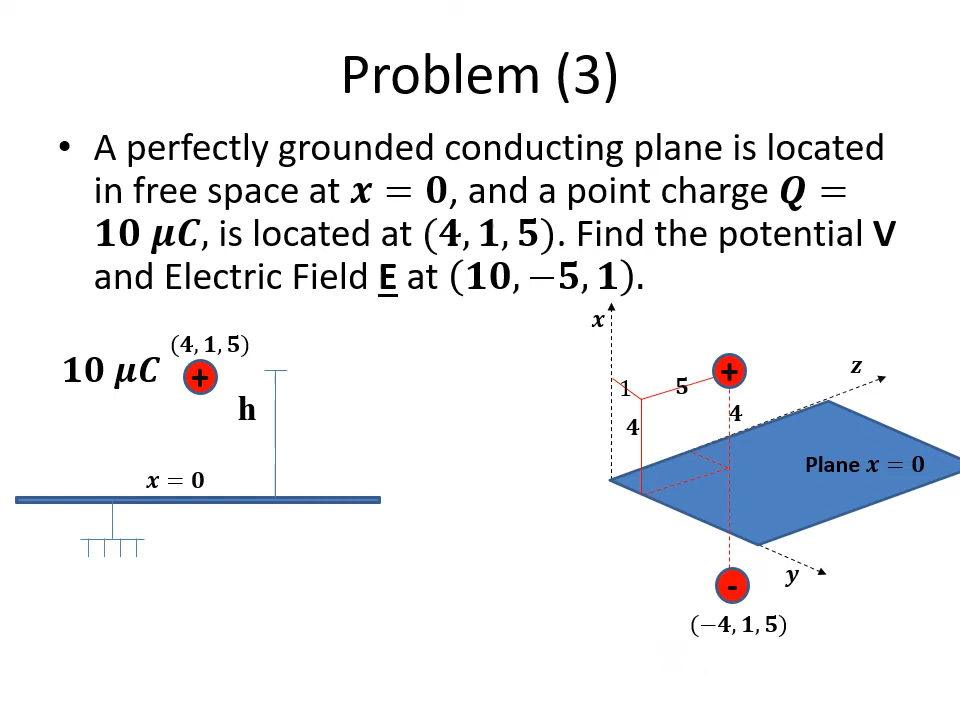 Problem (3)
• A perfectly grounded conducting plane is located
in free space at 𝒙 = 𝟎, and a point charge 𝑸 =
𝟏𝟎 𝝁𝑪, is located at (𝟒, 𝟏, 𝟓). Find the potential V
and Electric Field E at (𝟏𝟎, −𝟓, 𝟏).
𝒙
(𝟒, 𝟏, 𝟓)
𝟏𝟎 𝝁𝑪
+
h
𝒙 = 𝟎
1
𝟓
+
𝒛
𝟒
𝟒
Plane 𝒙 = 𝟎
-
𝒚
(−𝟒, 𝟏, 𝟓)